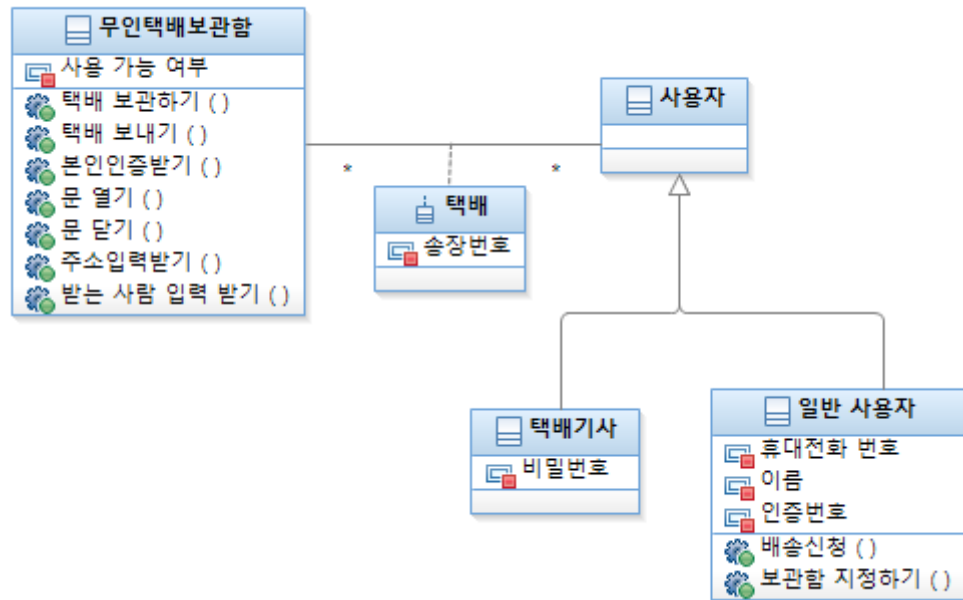 무인택배보관함
사용 가능 여부
택배 보관하기 ( )
택배 보내기 ( )
본인인증받기 ( )
문 열기 ( )
문 닫기 ( )
주소입력받기 ( )
받는 사람 입력 받기 ( )
사용자
*
*
택배
송장번호
택배기사
비밀번호
일반 사용자
휴대전화 번호
이름
인증번호
배송신청 ( )
보관함 지정하기 ( )